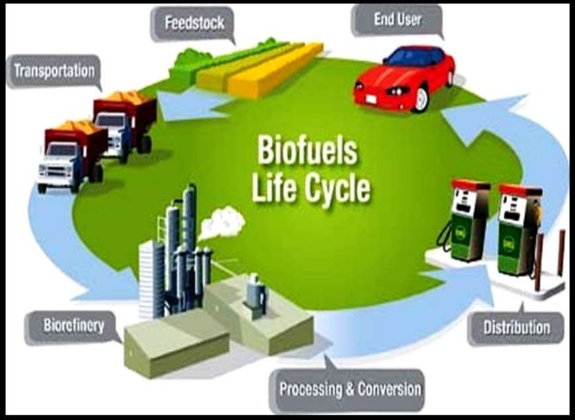 Feedstock
End User
Transportation
Biofuels
Life Cycle
Biorefinery
Distribution
Processing & Conversion